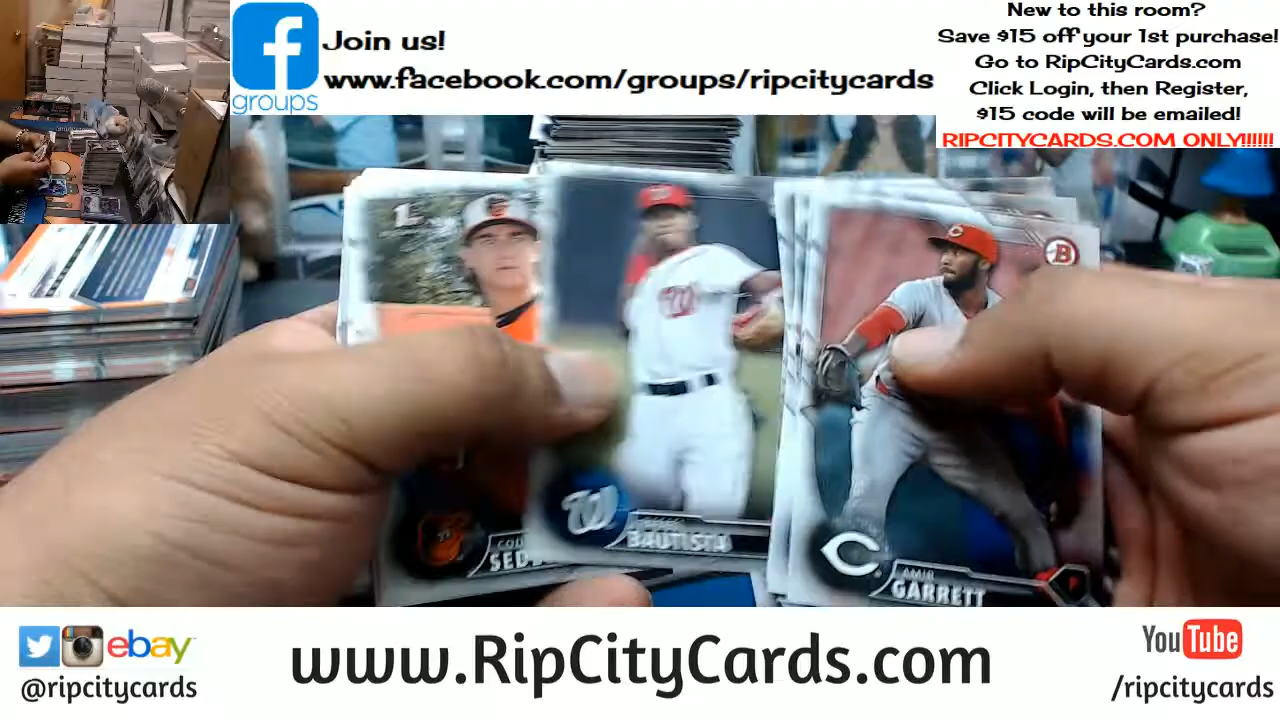 Join us!
www.facebook.com/groups/ripcitycards
groups
New to this room?
Save $15 off your 1st purchase!
Go to RipCityCards.com
Click Login, then Register,
$15 code will be emailed!
RIPCITYCARDS.COM ONLY!!!!!!
B
W
W
BAUTISTA
C
C
AMIR
GARRETT
P
ebay
@ripcitycards
www.RipCityCards.com
YouTube
/ripcitycards